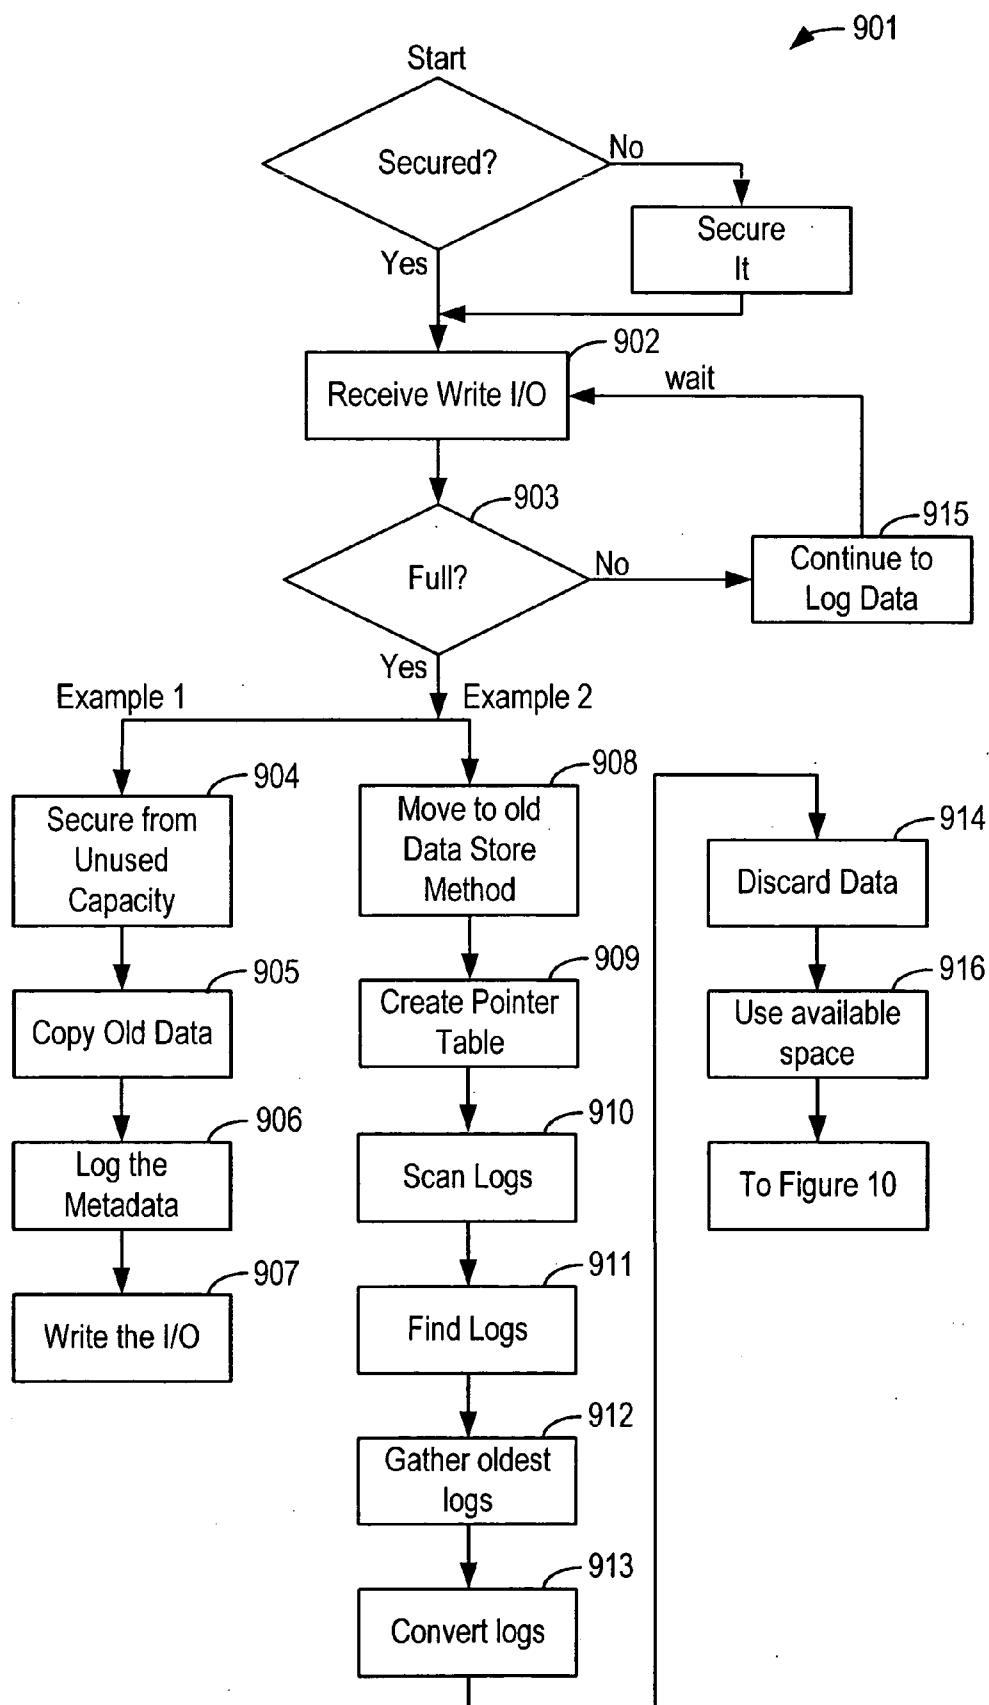 901
Start
Secured?
No
Secure
It
Yes
902
Receive Write I/O
wait
903
Full?
No
915
Continue to
Log Data
Yes
Example 1
Example 2
904
Secure from
Unused
Capacity
905
Copy Old Data
906
Log the
Metadata
907
Write the I/O
908
Move to old
Data Store
Method
909
Create Pointer
Table
910
Scan Logs
911
Find Logs
912
Gather oldest
logs
913
Convert logs
914
Discard Data
916
Use available
space
To Figure 10